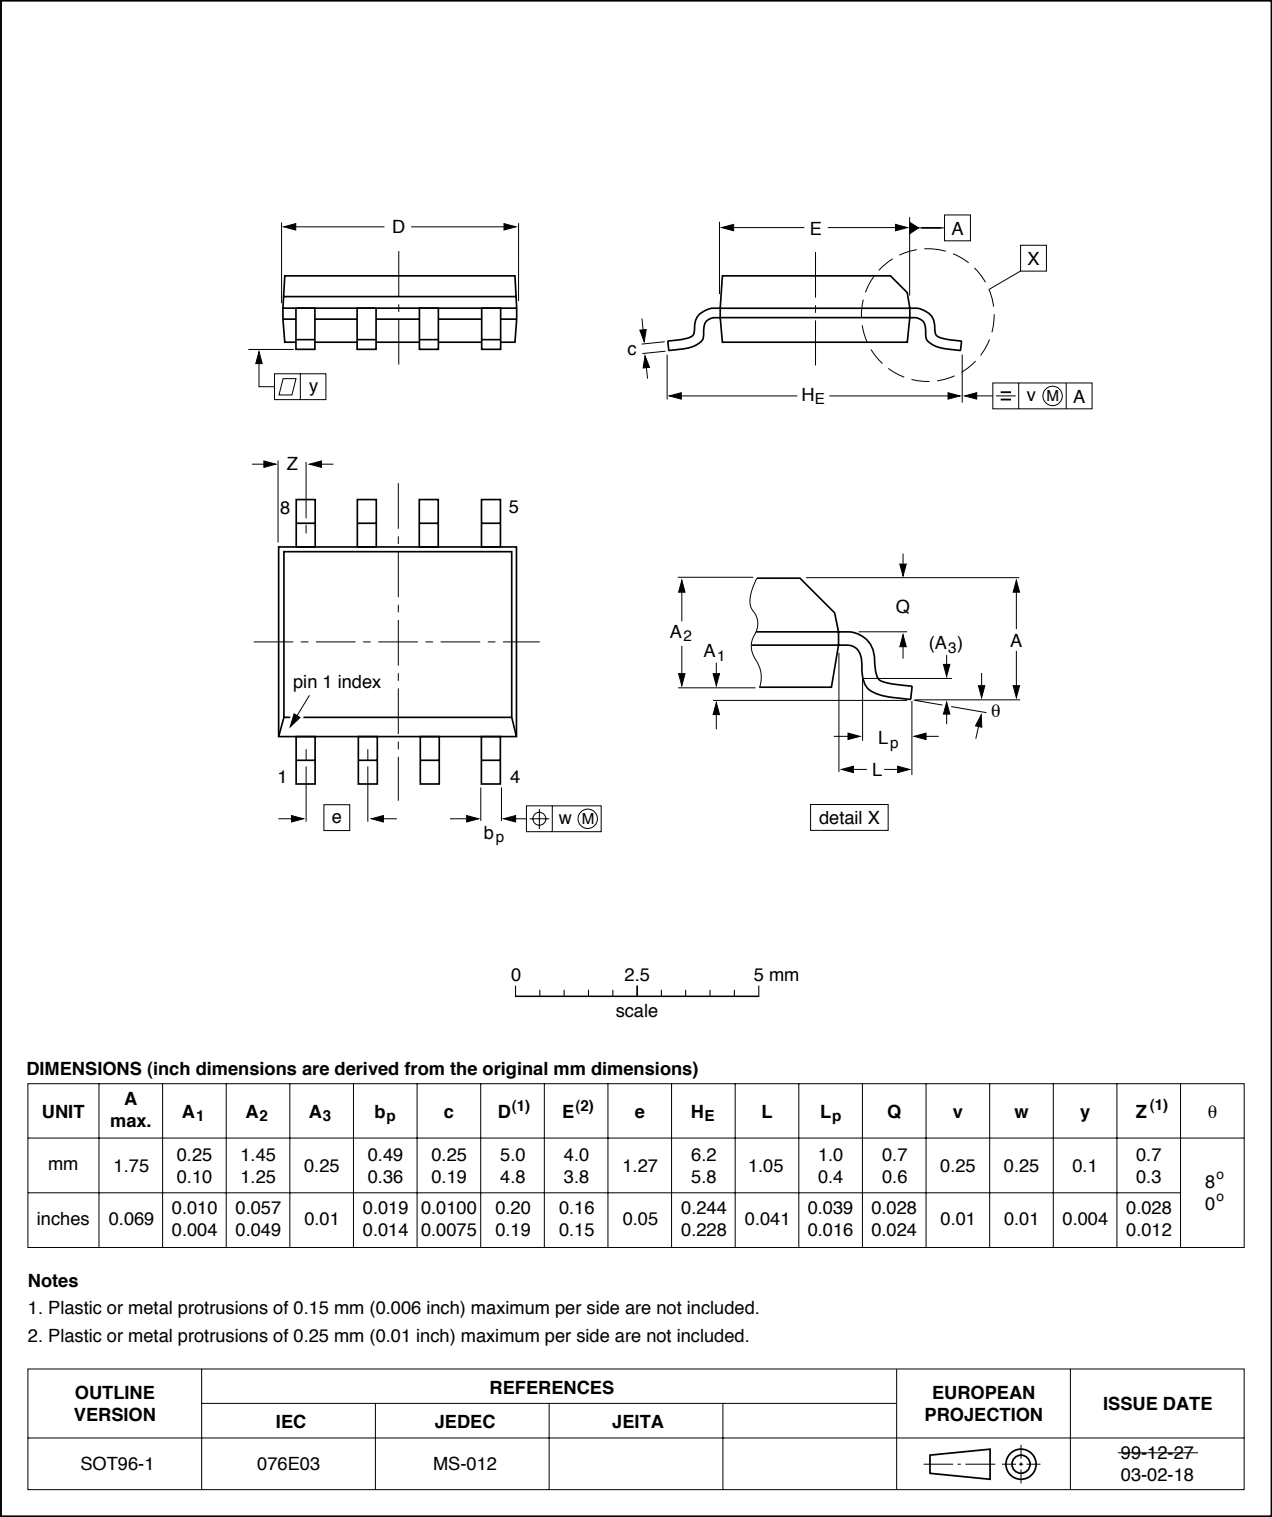 D
E
A
X
c
y
HE
v M A
Z
8
5
pin 1 index
1
4
e
w M
bp
A2
A1
Q
(A3)
A
θ
Lp
L
detail X
0 2.5 5 mm
scale
DIMENSIONS (inch dimensions are derived from the original mm dimensions)
UNIT A max. A1 A2 A3 bp c D(1) E(2) e HE L Lp Q v w y Z(1) θ
mm 1.75 0.25 0.10 1.45 1.25 0.25 0.49 0.36 0.25 0.19 5.0 4.8 4.0 3.8 1.27 6.2 5.8 1.05 1.0 0.4 0.7 0.6 0.25 0.25 0.1 0.7 0.3 8° 0°
inches 0.069 0.010 0.004 0.057 0.049 0.01 0.019 0.014 0.0100 0.0075 0.20 0.19 0.16 0.15 0.05 0.244 0.228 0.041 0.039 0.016 0.028 0.024 0.01 0.01 0.004 0.028 0.012
Notes
1. Plastic or metal protrusions of 0.15 mm (0.006 inch) maximum per side are not included.
2. Plastic or metal protrusions of 0.25 mm (0.01 inch) maximum per side are not included.
OUTLINE VERSION REFERENCES EUROPEAN PROJECTION ISSUE DATE
IEC JEDEC JEITA
SOT96-1 076E03 MS-012 99-12-27
03-02-18